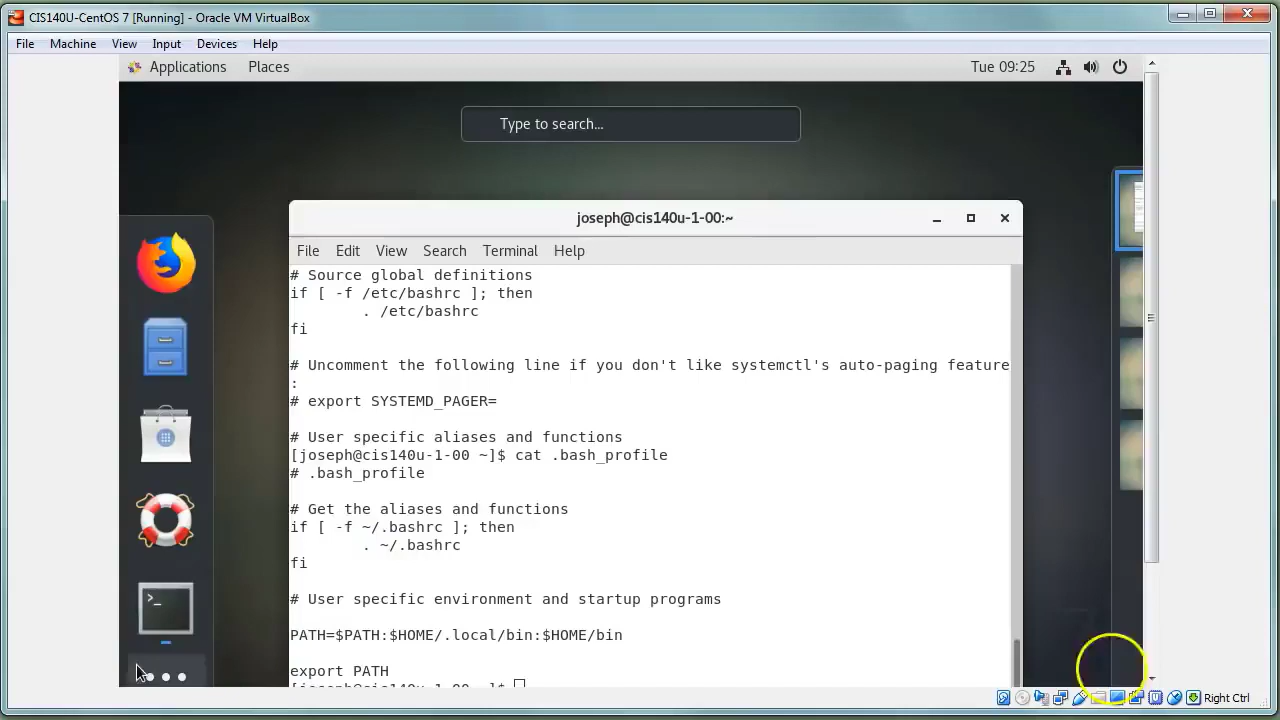 CIS140U-CentOS 7 [Running] - Oracle VM VirtualBox
File Machine View Input Devices Help
Applications Places Tue 09:25
Type to search...
joseph@cis140u-1-00:~
File Edit View Search Terminal Help
# Source global definitions
if [ -f /etc/bashrc ]; then
. /etc/bashrc
fi
# Uncomment the following line if you don't like systemctl's auto-paging feature
:
# export SYSTEMD_PAGER=
# User specific aliases and functions
[joseph@cis140u-1-00 ~]$ cat .bash_profile
# .bash_profile
# Get the aliases and functions
if [ -f ~/.bashrc ]; then
. ~/.bashrc
fi
# User specific environment and startup programs
PATH=$PATH:$HOME/.local/bin:$HOME/bin
export PATH
[joseph@cis140u-1-00 ~]$
>_
Right Ctrl